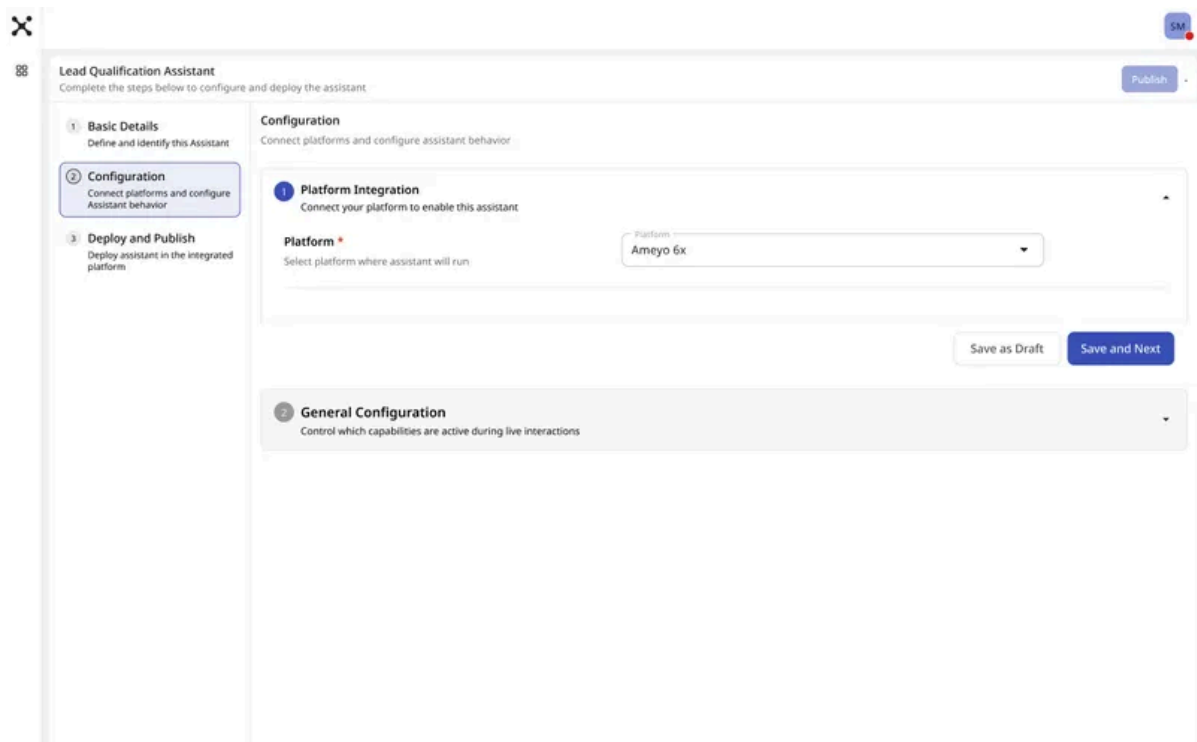 SM
Lead Qualification Assistant
Complete the steps below to configure and deploy the assistant
Publish
1 Basic Details
Define and identify this Assistant
2 Configuration
Connect platforms and configure
Assistant behavior
3 Deploy and Publish
Deploy assistant in the integrated
platform
Configuration
Connect platforms and configure assistant behavior
1 Platform Integration
Connect your platform to enable this assistant
Platform *
Select platform where assistant will run
Platform
Ameyo 6x
Save as Draft
Save and Next
2 General Configuration
Control which capabilities are active during live interactions